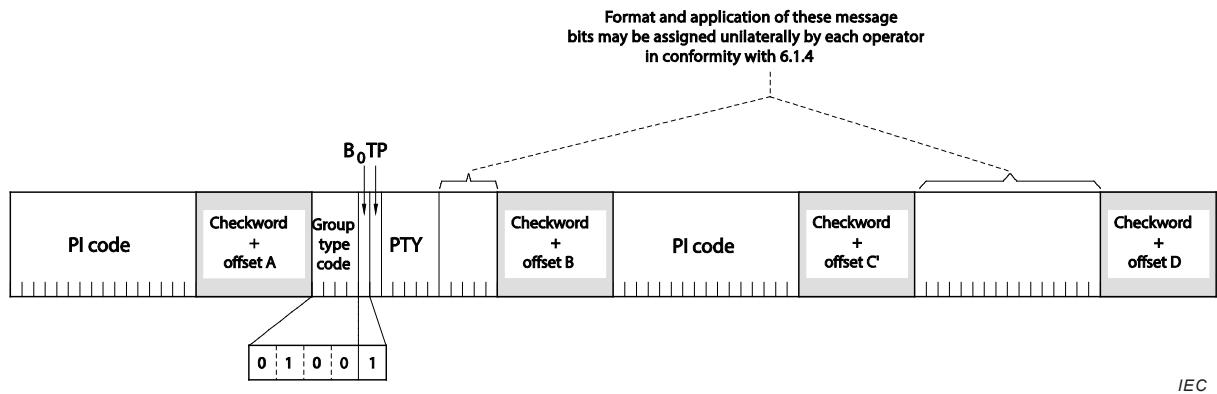 Format and application of these message
bits may be assigned unilaterally by each operator
in conformity with 6.1.4
B0TP
PI code
Checkword
+
offset A
Group
type
code
PTY
Checkword
+
offset B
PI code
Checkword
+
offset C'
Checkword
+
offset D
0 1 0 0 1
IEC